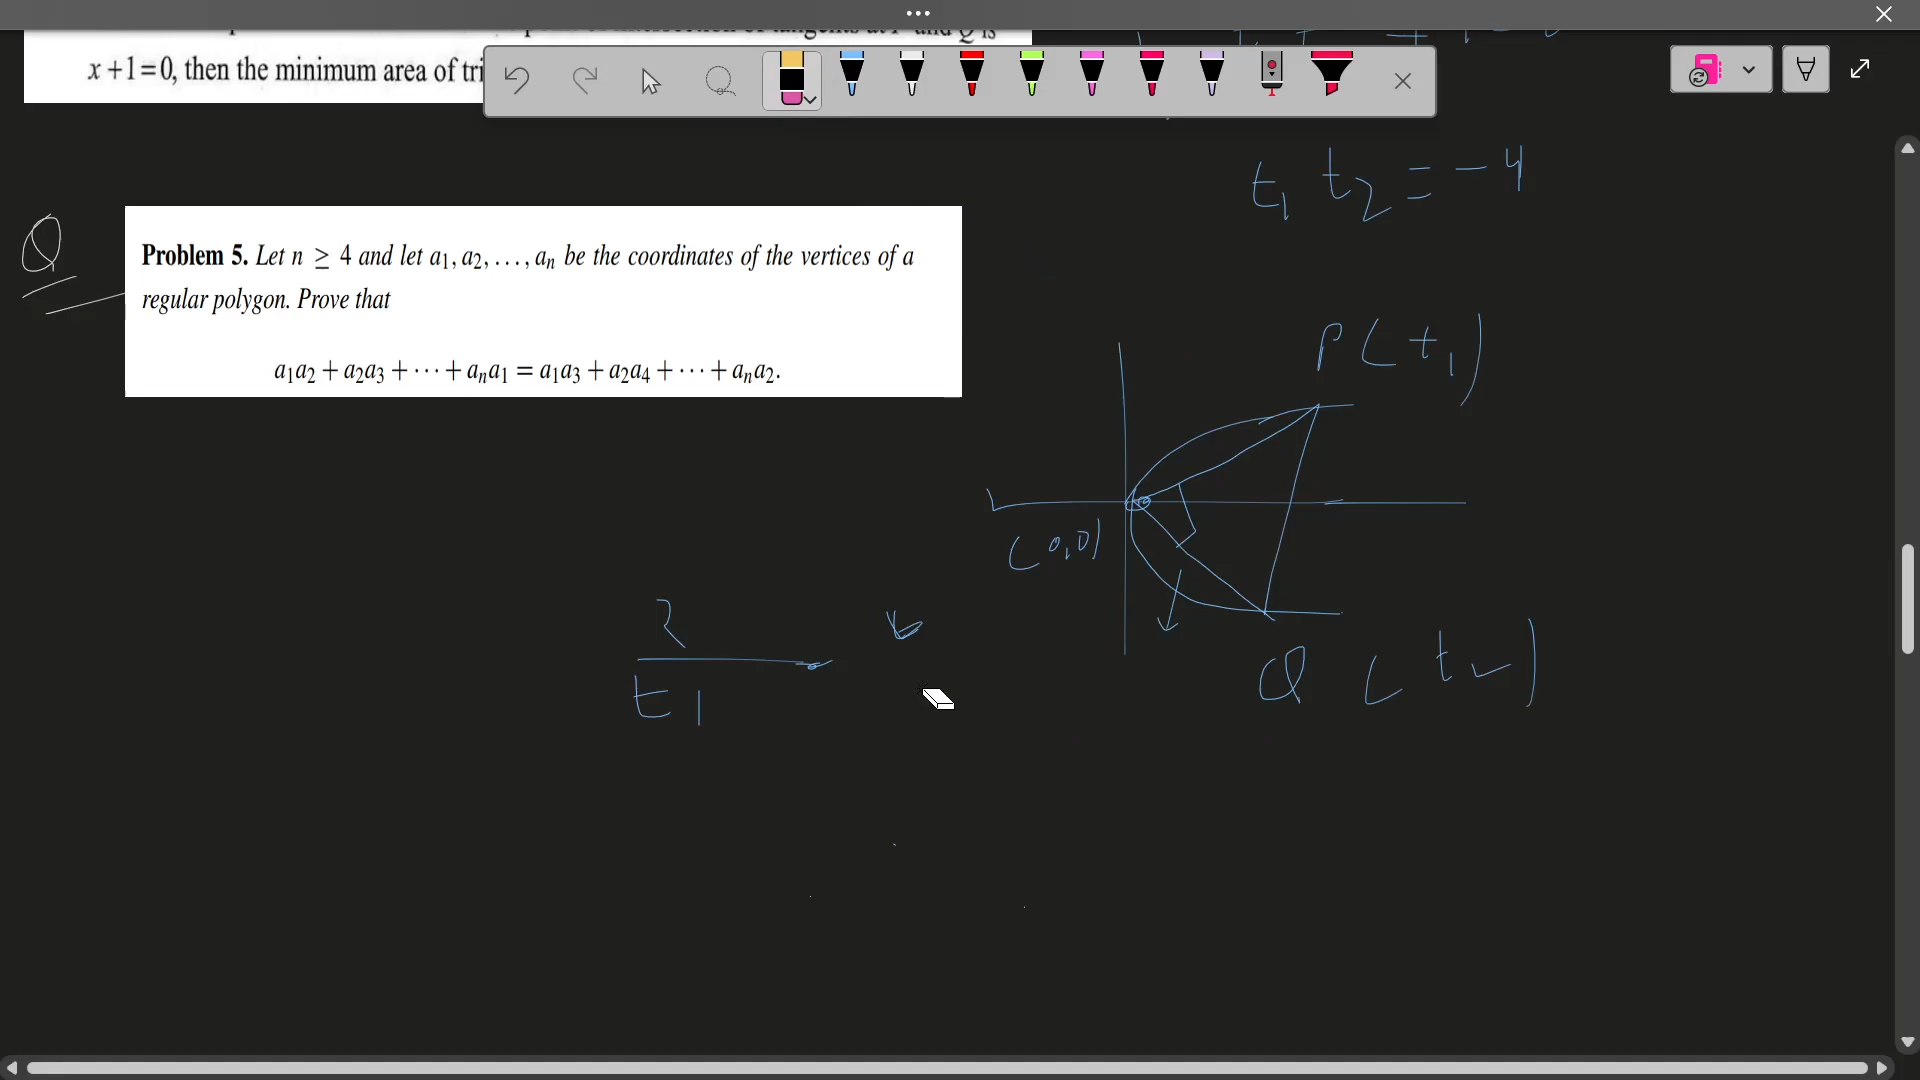 x + 1 = 0, then the minimum area of tri
t₁ t₂ = - 4
Q
Problem 5. Let n ≥ 4 and let a₁, a₂, ..., aₙ be the coordinates of the vertices of a
regular polygon. Prove that
a₁a₂ + a₂a₃ + ··· + aₙa₁ = a₁a₃ + a₂a₄ + ··· + aₙa₂.
P ( t₁ )
(0,0)
2
t₁
Q ( t₂ )